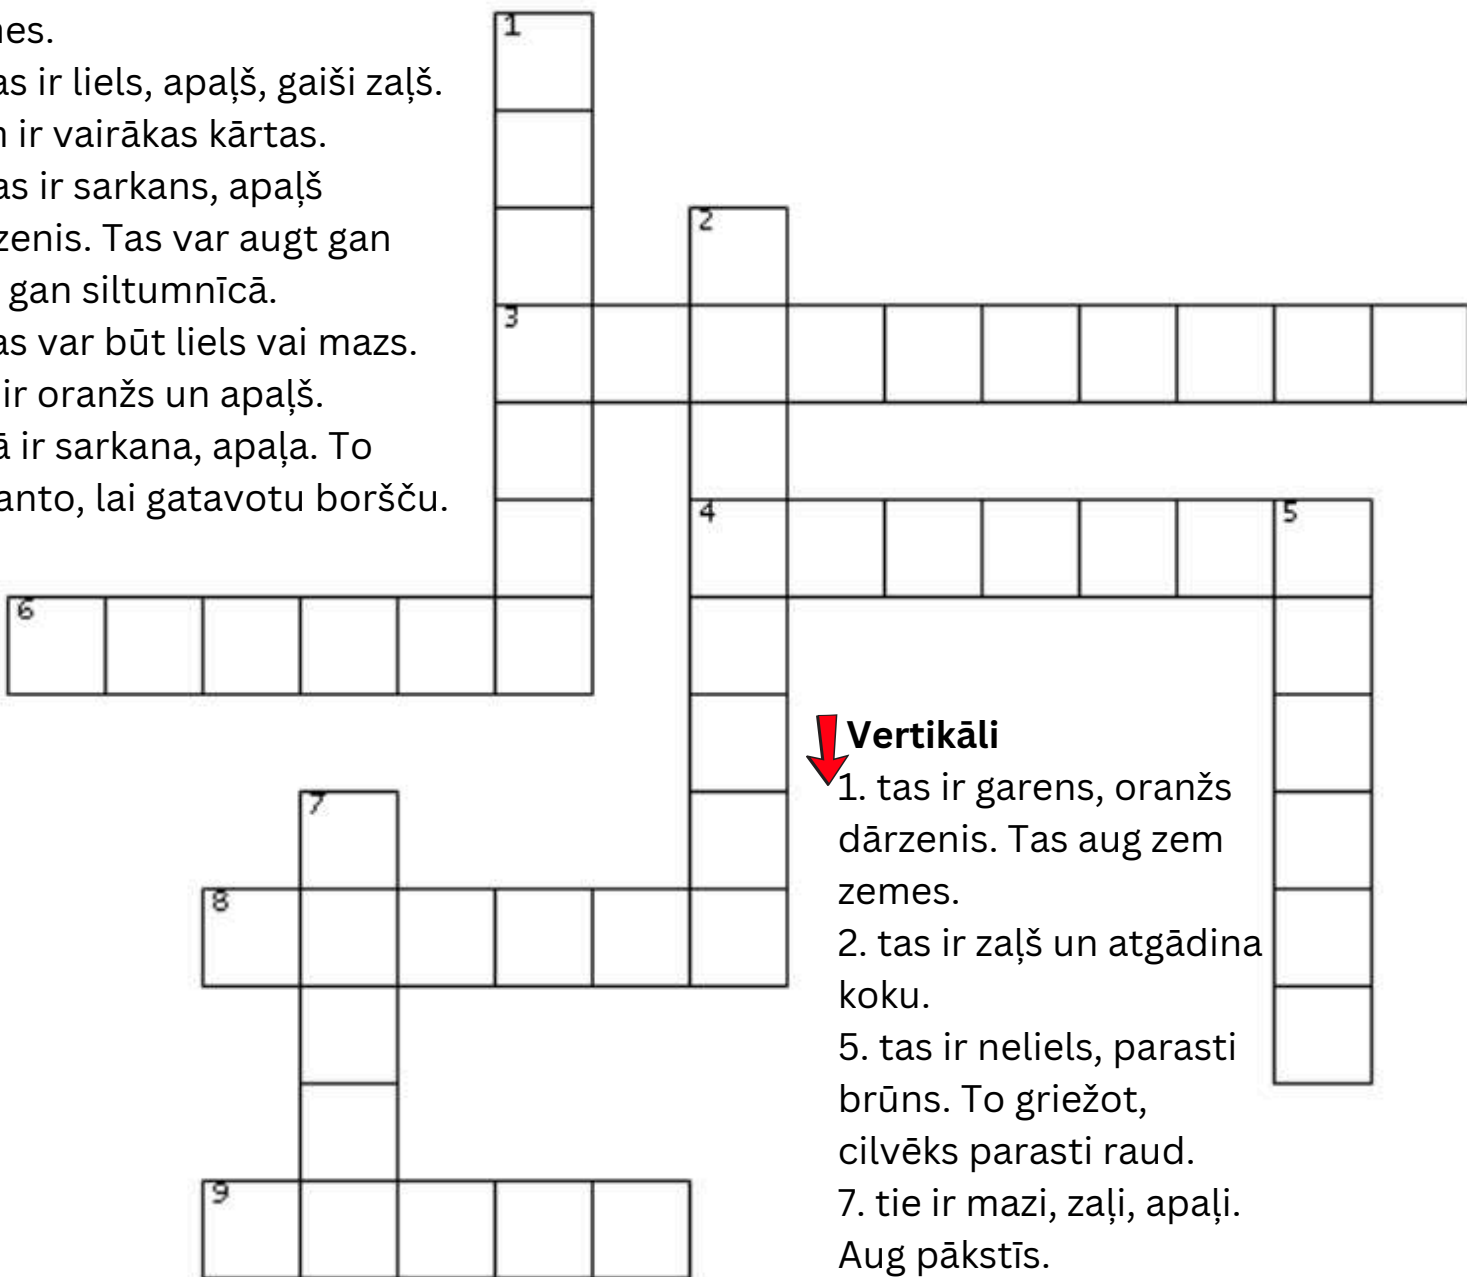 nes.
as ir liels, apaļš, gaiši zaļš.
ir vairākas kārtas.
as ir sarkans, apaļš
zenis. Tas var augt gan
gan siltumnīcā.
as var būt liels vai mazs.
ir oranžs un apaļš.
ā ir sarkana, apaļa. To
anto, lai gatavotu boršču.
1
2
3
4
5
6
7
8
9
Vertikāli
1. tas ir garens, oranžs
dārzenis. Tas aug zem
zemes.
2. tas ir zaļš un atgādina
koku.
5. tas ir neliels, parasti
brūns. To griežot,
cilvēks parasti raud.
7. tie ir mazi, zaļi, apaļi.
Aug pākstīs.